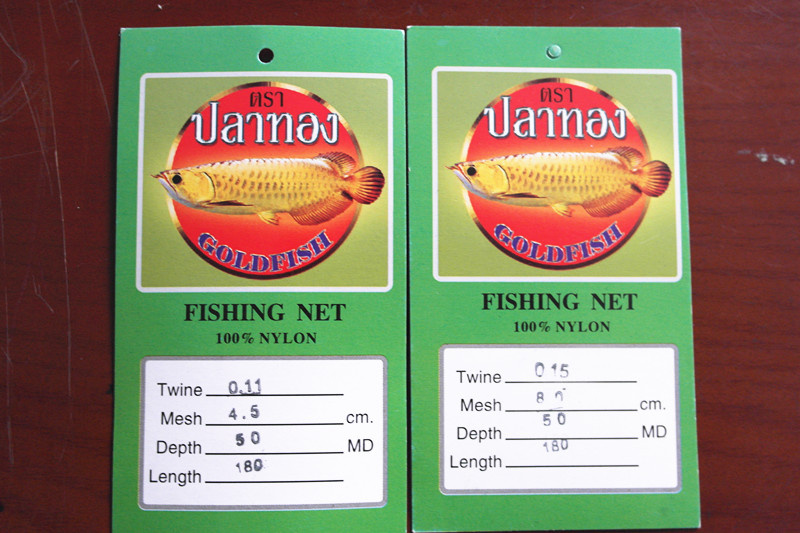 ตรา
ปลาทอง
GOLDFISH
FISHING NET
100% NYLON
Twine 0.11
Mesh 4.5 cm.
Depth 50 MD
Length 180
ตรา
ปลาทอง
GOLDFISH
FISHING NET
100% NYLON
Twine 0 15
Mesh cm.
Depth 50 MD
Length 180